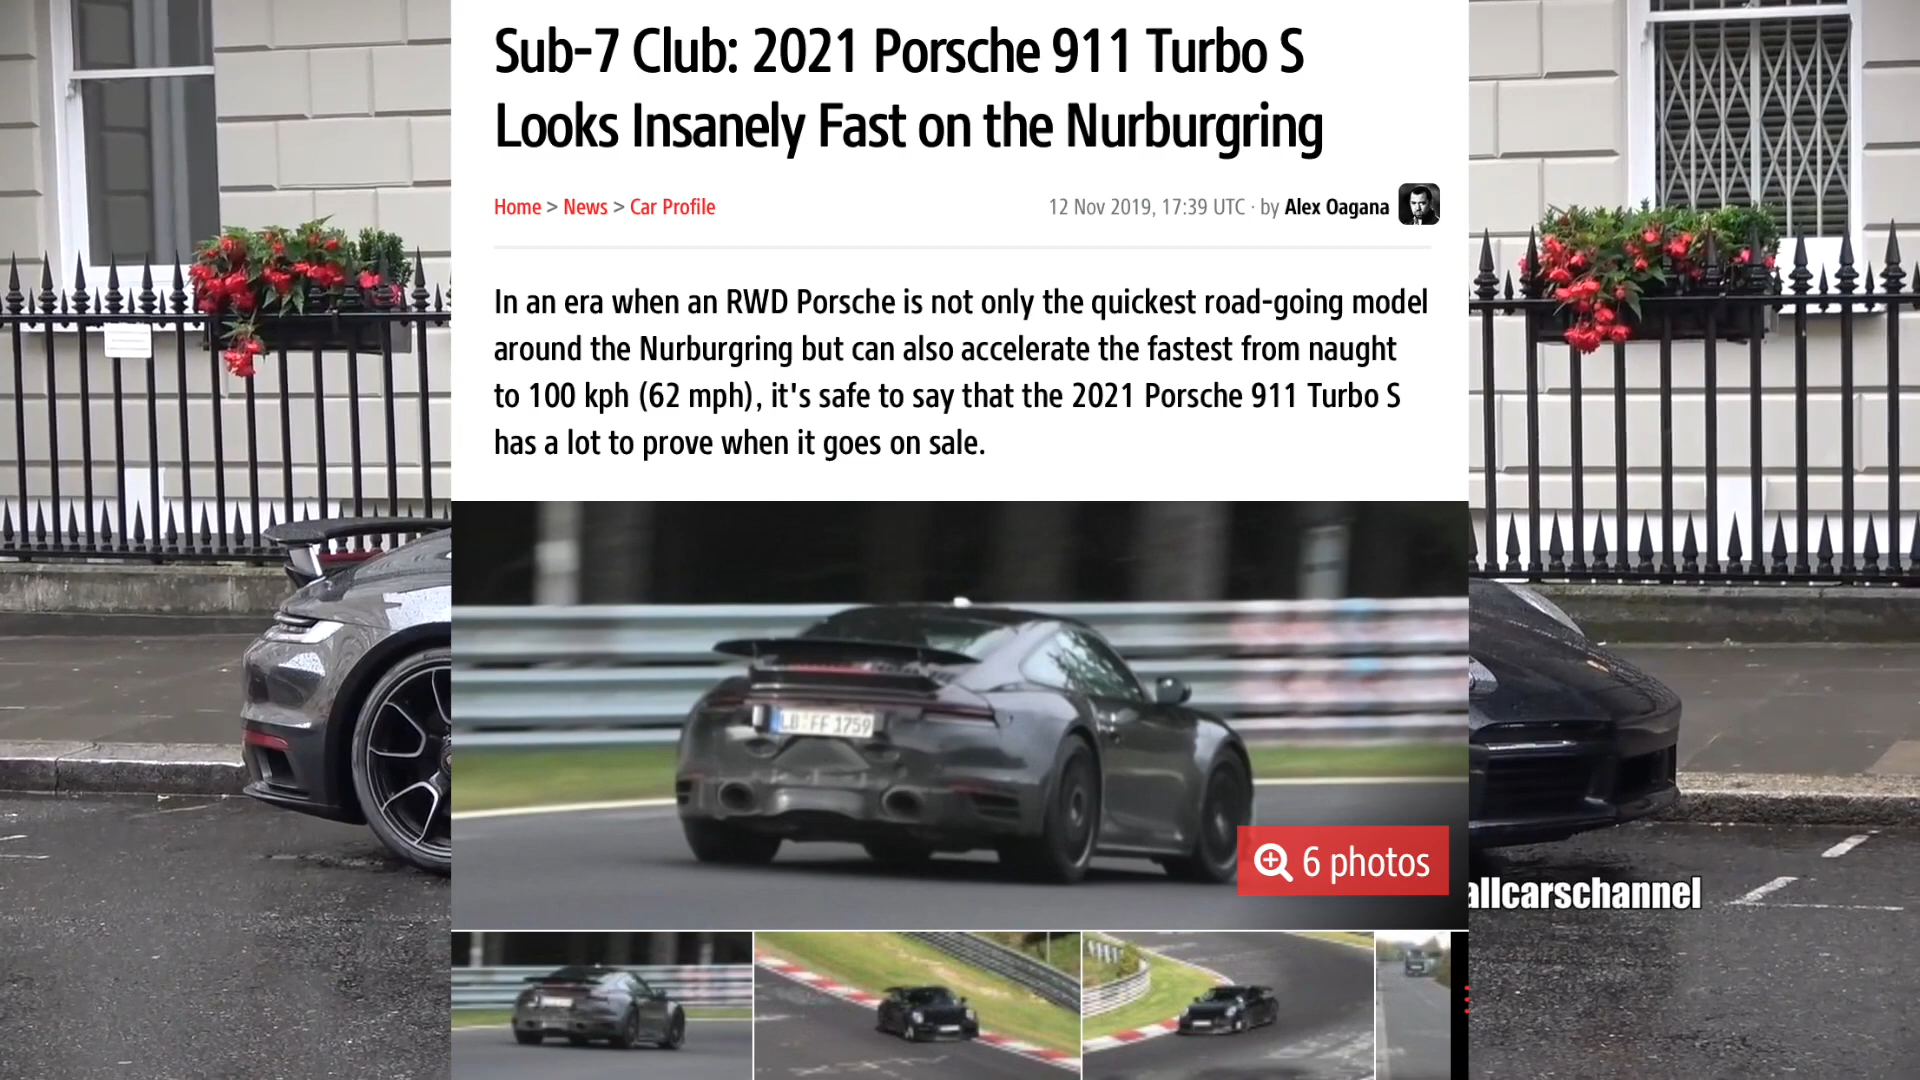 Sub-7 Club: 2021 Porsche 911 Turbo S
Looks Insanely Fast on the Nurburgring
Home > News > Car Profile
12 Nov 2019, 17:39 UTC · by Alex Oagana
In an era when an RWD Porsche is not only the quickest road-going model
around the Nurburgring but can also accelerate the fastest from naught
to 100 kph (62 mph), it's safe to say that the 2021 Porsche 911 Turbo S
has a lot to prove when it goes on sale.
LB FF 1759
6 photos
allcarschannel